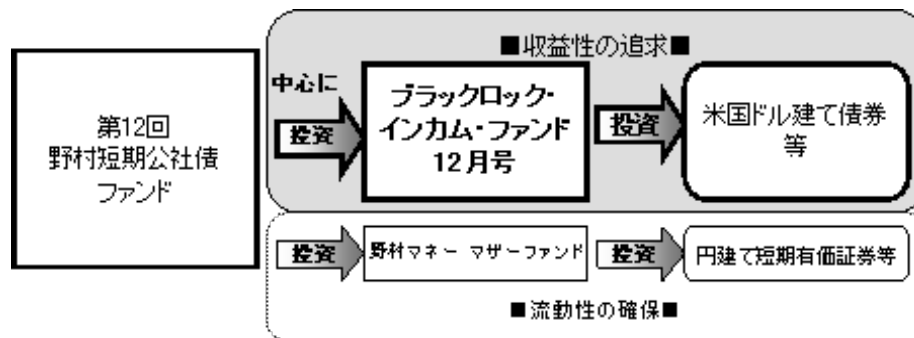 ■収益性の追求■
第12回
野村短期公社債
ファンド
中心に
投資
ブラックロック・
インカム・ファンド
12月号
投資
米国ドル建て債券
等
投資
野村マネー マザーファンド
投資
円建て短期有価証券等
■流動性の確保■